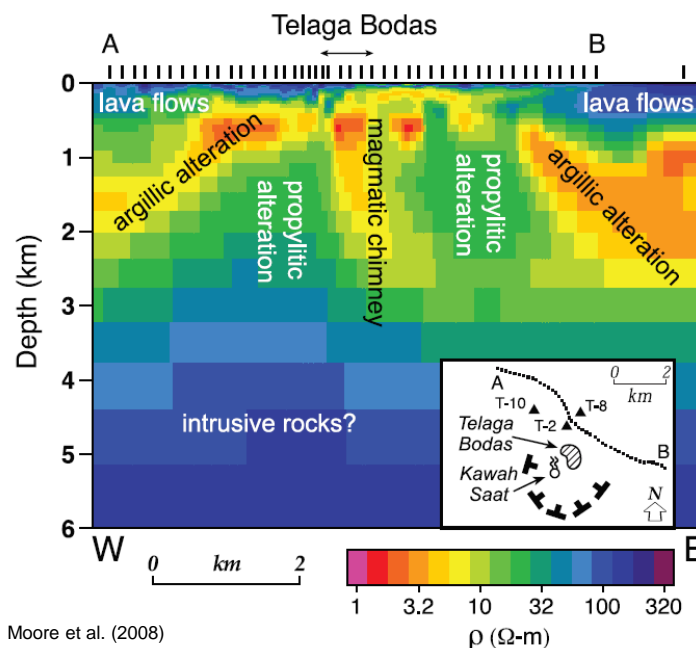 Telaga Bodas
A
B
0
1
2
3
4
5
6
Depth (km)
lava flows
lava flows
argillic alteration
propylitic
alteration
magmatic chimney
propylitic
alteration
argillic alteration
intrusive rocks?
0 2
km
A
T-10
T-8
T-2
Telaga
Bodas
B
Kawah
Saat
N
W
E
km
0 2
1 3.2 10 32 100 320
ρ (Ω-m)
Moore et al. (2008)